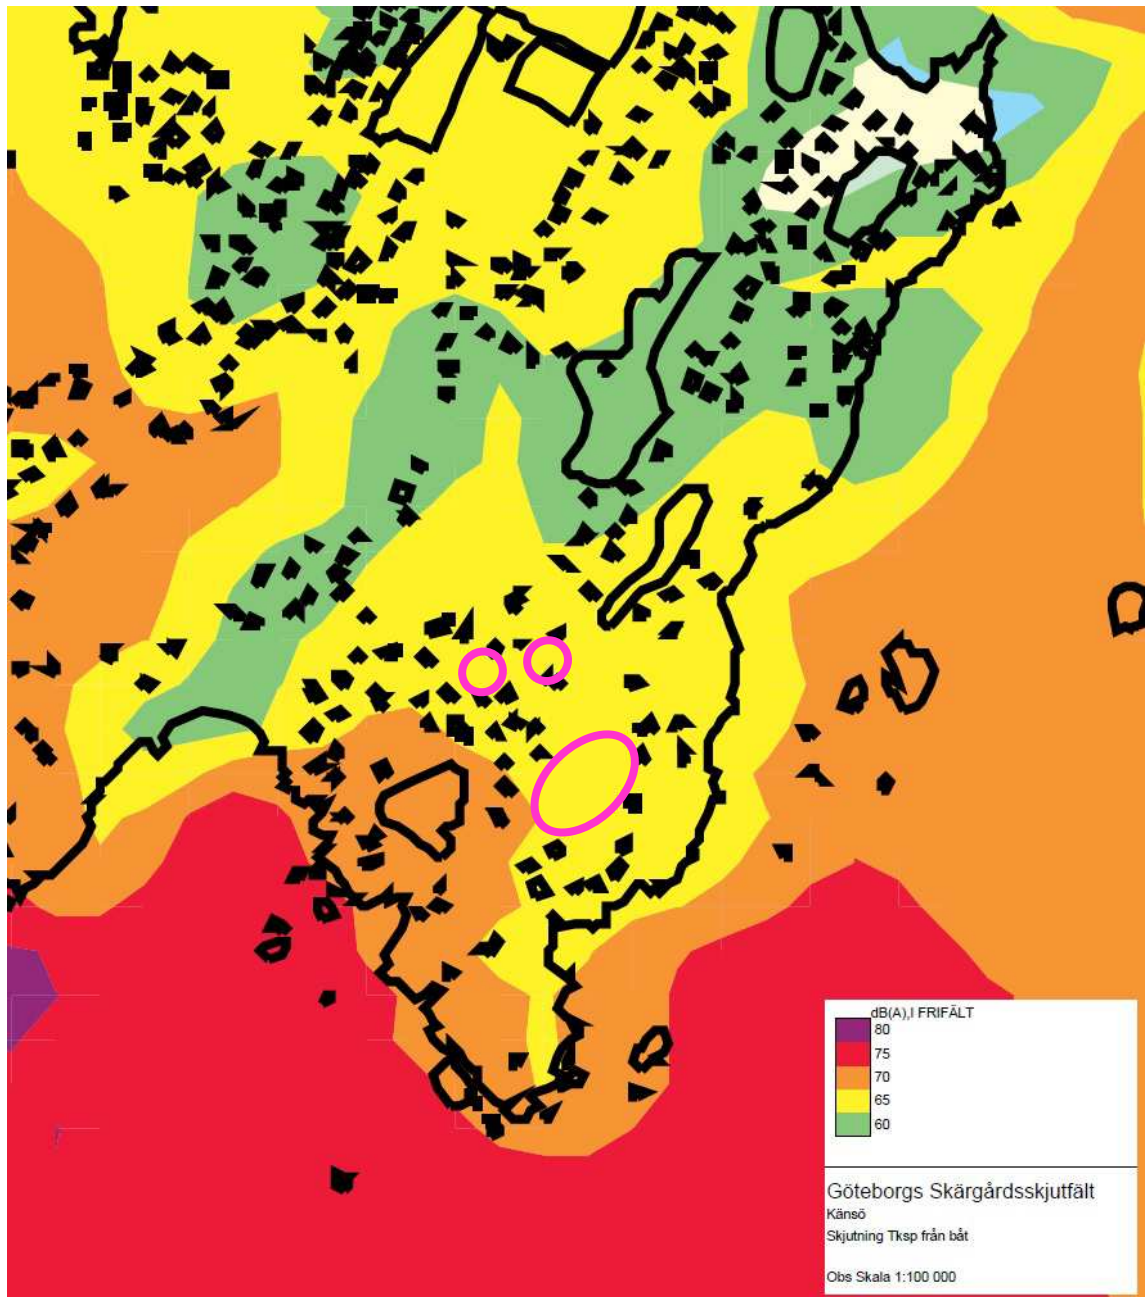 dB(A),I FRIFÄLT
80
75
70
65
60
Göteborgs Skärgårdsskjutfält
Känsö
Skjutning Tksp från båt
Obs Skala 1:100 000